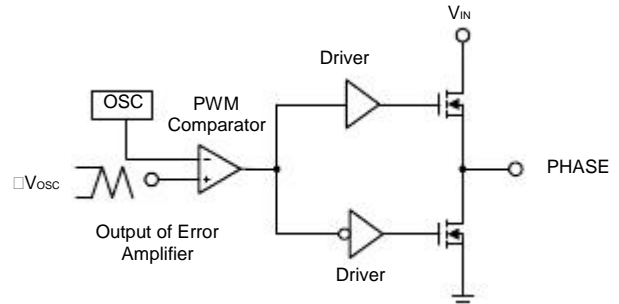 VIN
Driver
OSC
PWM
Comparator
-
+
□VOSC
PHASE
Output of Error
Amplifier
Driver